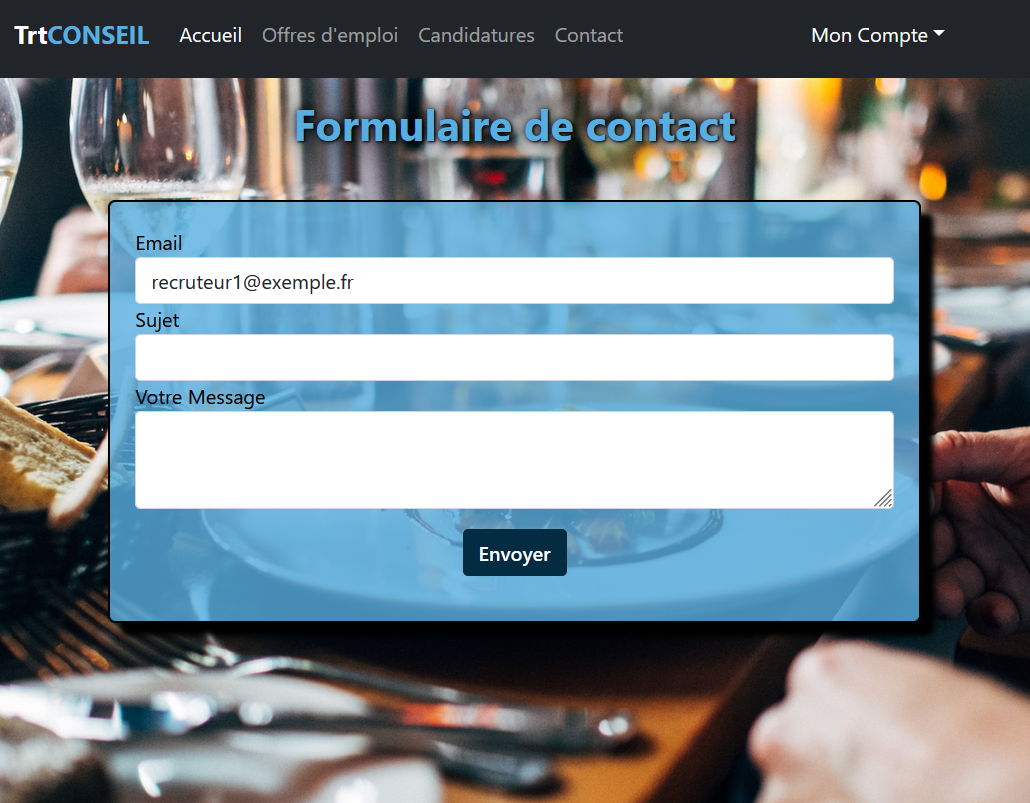 TrtCONSEIL Accueil Offres d'emploi Candidatures Contact Mon Compte
Formulaire de contact
Email
recruteur1@exemple.fr
Sujet
Votre Message
Envoyer